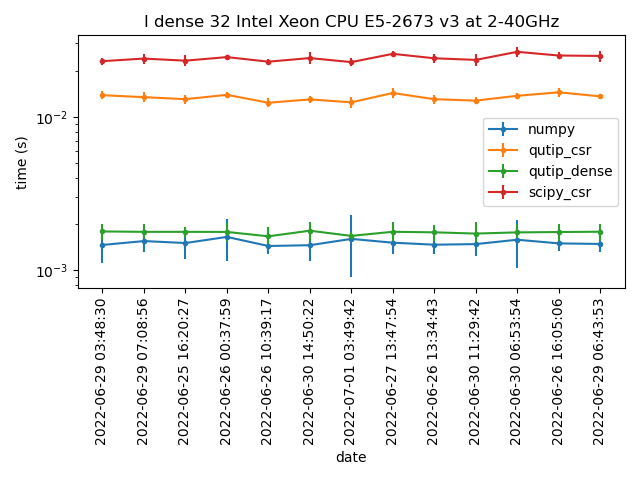 l dense 32 Intel Xeon CPU E5-2673 v3 at 2-40GHz
time (s)
10⁻²
10⁻³
numpy
qutip_csr
qutip_dense
scipy_csr
2022-06-29 03:48:30
2022-06-29 07:08:56
2022-06-25 16:20:27
2022-06-26 00:37:59
2022-06-26 10:39:17
2022-06-30 14:50:22
2022-07-01 03:49:42
2022-06-27 13:47:54
2022-06-26 13:34:43
2022-06-30 11:29:42
2022-06-30 06:53:54
2022-06-26 16:05:06
2022-06-29 06:43:53
date